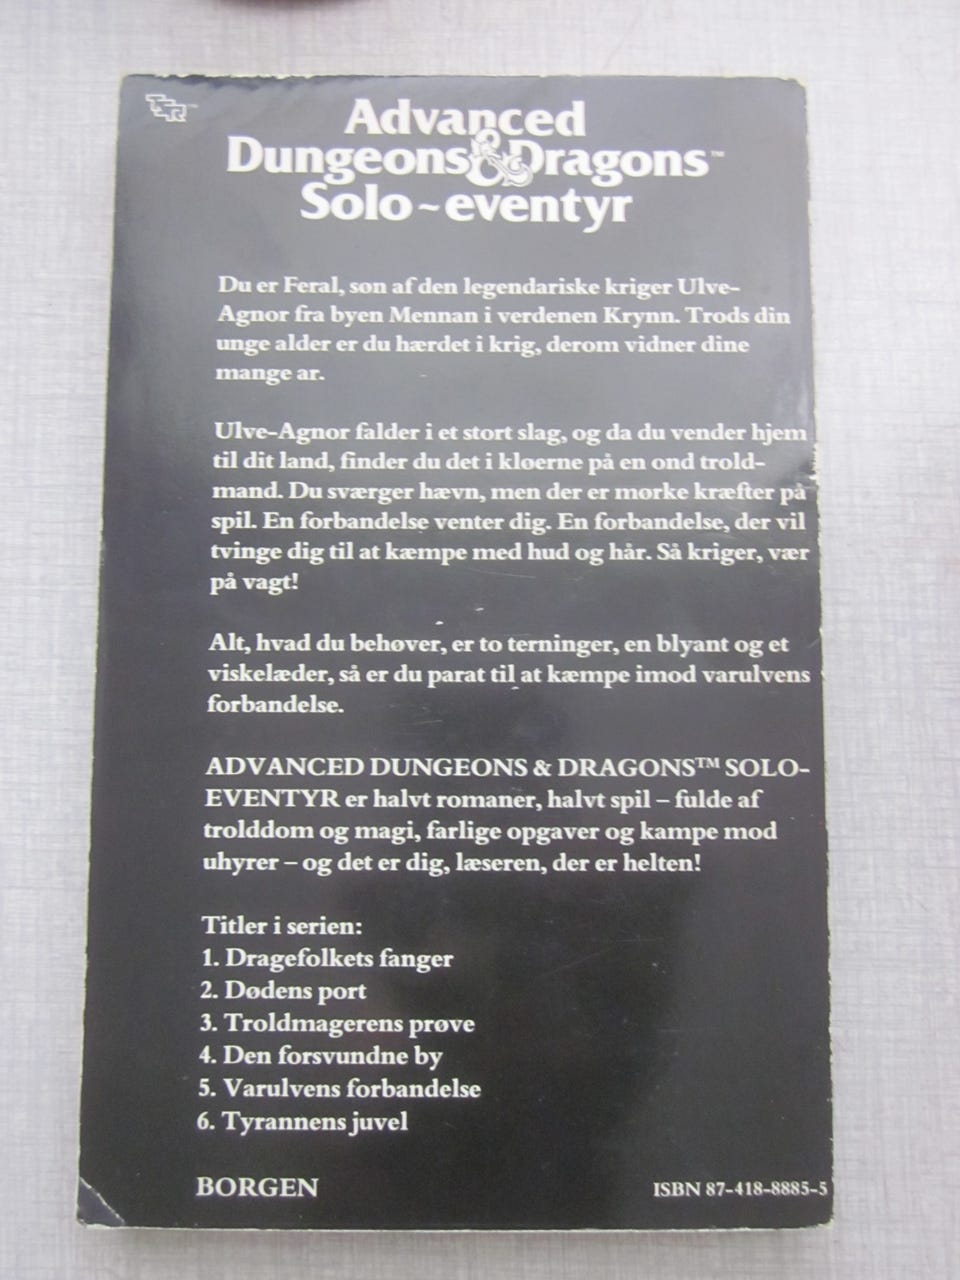 TSR™
Advanced
Dungeons & Dragons™
Solo~eventyr
Du er Feral, søn af den legendariske kriger Ulve-
Agnor fra byen Mennan i verdenen Krynn. Trods din
unge alder er du hærdet i krig, derom vidner dine
mange ar.
Ulve-Agnor falder i et stort slag, og da du vender hjem
til dit land, finder du det i kløerne på en ond trold-
mand. Du sværger hævn, men der er mørke kræfter på
spil. En forbandelse venter dig. En forbandelse, der vil
tvinge dig til at kæmpe med hud og hår. Så kriger, vær
på vagt!
Alt, hvad du behøver, er to terninger, en blyant og et
viskelæder, så er du parat til at kæmpe imod varulvens
forbandelse.
ADVANCED DUNGEONS & DRAGONS™ SOLO-
EVENTYR er halvt romaner, halvt spil – fulde af
trolddom og magi, farlige opgaver og kampe mod
uhyrer – og det er dig, læseren, der er helten!
Titler i serien:
1. Dragefolkets fanger
2. Dødens port
3. Troldmagerens prøve
4. Den forsvundne by
5. Varulvens forbandelse
6. Tyrannens juvel
BORGEN
ISBN 87-418-8885-5